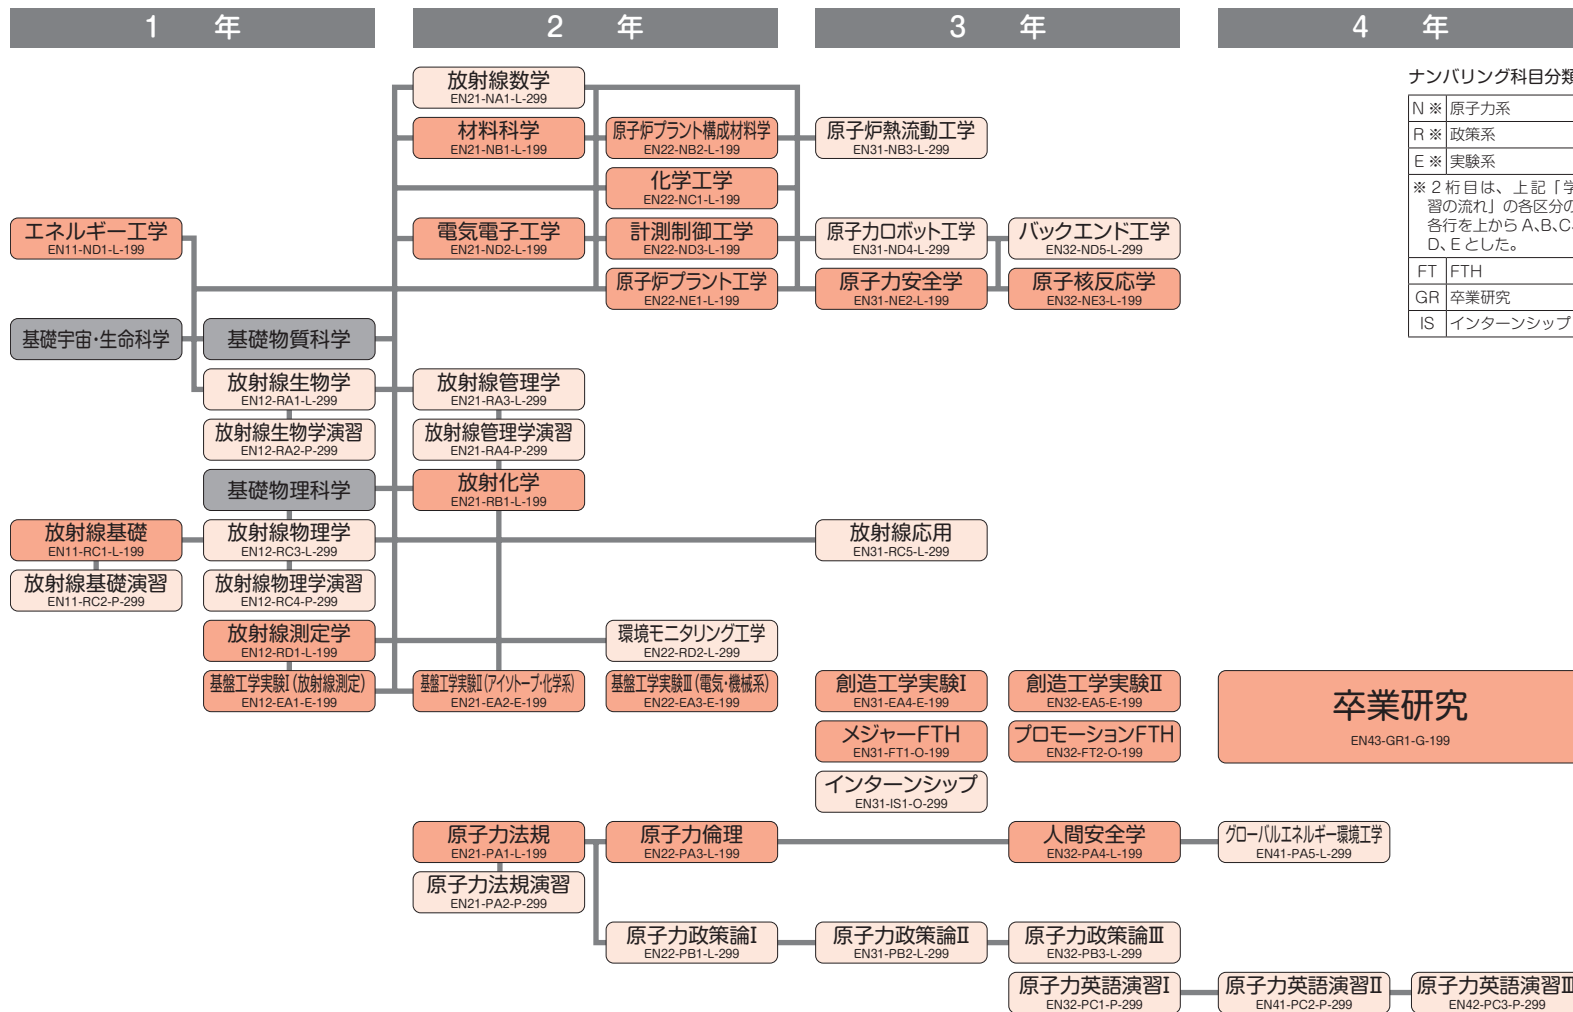 1 年
2 年
3 年
4 年
放射線数学
EN21-NA1-L-299
ナンバリング科目分類
N ※ 原子力系
R ※ 政策系
E ※ 実験系
※２桁目は、上記「学
習の流れ」の各区分の
各行を上からA、B、C、
D、Eとした。
FT FTH
GR 卒業研究
IS インターンシップ
材料科学
EN21-NB1-L-199
原子炉プラント構成材料学
EN22-NB2-L-199
原子炉熱流動工学
EN31-NB3-L-299
化学工学
EN22-NC1-L-199
エネルギー工学
EN11-ND1-L-199
電気電子工学
EN21-ND2-L-199
計測制御工学
EN22-ND3-L-199
原子力ロボット工学
EN31-ND4-L-299
バックエンド工学
EN32-ND5-L-299
原子炉プラント工学
EN22-NE1-L-199
原子力安全学
EN31-NE2-L-199
原子核反応学
EN32-NE3-L-199
基礎宇宙・生命科学
基礎物質科学
放射線生物学
EN12-RA1-L-299
放射線管理学
EN21-RA3-L-299
放射線生物学演習
EN12-RA2-P-299
放射線管理学演習
EN21-RA4-P-299
基礎物理科学
放射化学
EN21-RB1-L-199
放射線基礎
EN11-RC1-L-199
放射線物理学
EN12-RC3-L-299
放射線応用
EN31-RC5-L-299
放射線基礎演習
EN11-RC2-P-299
放射線物理学演習
EN12-RC4-P-299
放射線測定学
EN12-RD1-L-199
環境モニタリング工学
EN22-RD2-L-299
基盤工学実験Ⅰ(放射線測定)
EN12-EA1-E-199
基盤工学実験Ⅱ(アイソトープ・化学系)
EN21-EA2-E-199
基盤工学実験Ⅲ(電気・機械系)
EN22-EA3-E-199
創造工学実験Ⅰ
EN31-EA4-E-199
創造工学実験Ⅱ
EN32-EA5-E-199
卒業研究
EN43-GR1-G-199
メジャーFTH
EN31-FT1-O-199
プロモーションFTH
EN32-FT2-O-199
インターンシップ
EN31-IS1-O-299
原子力法規
EN21-PA1-L-199
原子力倫理
EN22-PA3-L-199
人間安全学
EN32-PA4-L-199
グローバルエネルギー環境工学
EN41-PA5-L-299
原子力法規演習
EN21-PA2-P-299
原子力政策論Ⅰ
EN22-PB1-L-299
原子力政策論Ⅱ
EN31-PB2-L-299
原子力政策論Ⅲ
EN32-PB3-L-299
原子力英語演習Ⅰ
EN32-PC1-P-299
原子力英語演習Ⅱ
EN41-PC2-P-299
原子力英語演習Ⅲ
EN42-PC3-P-299